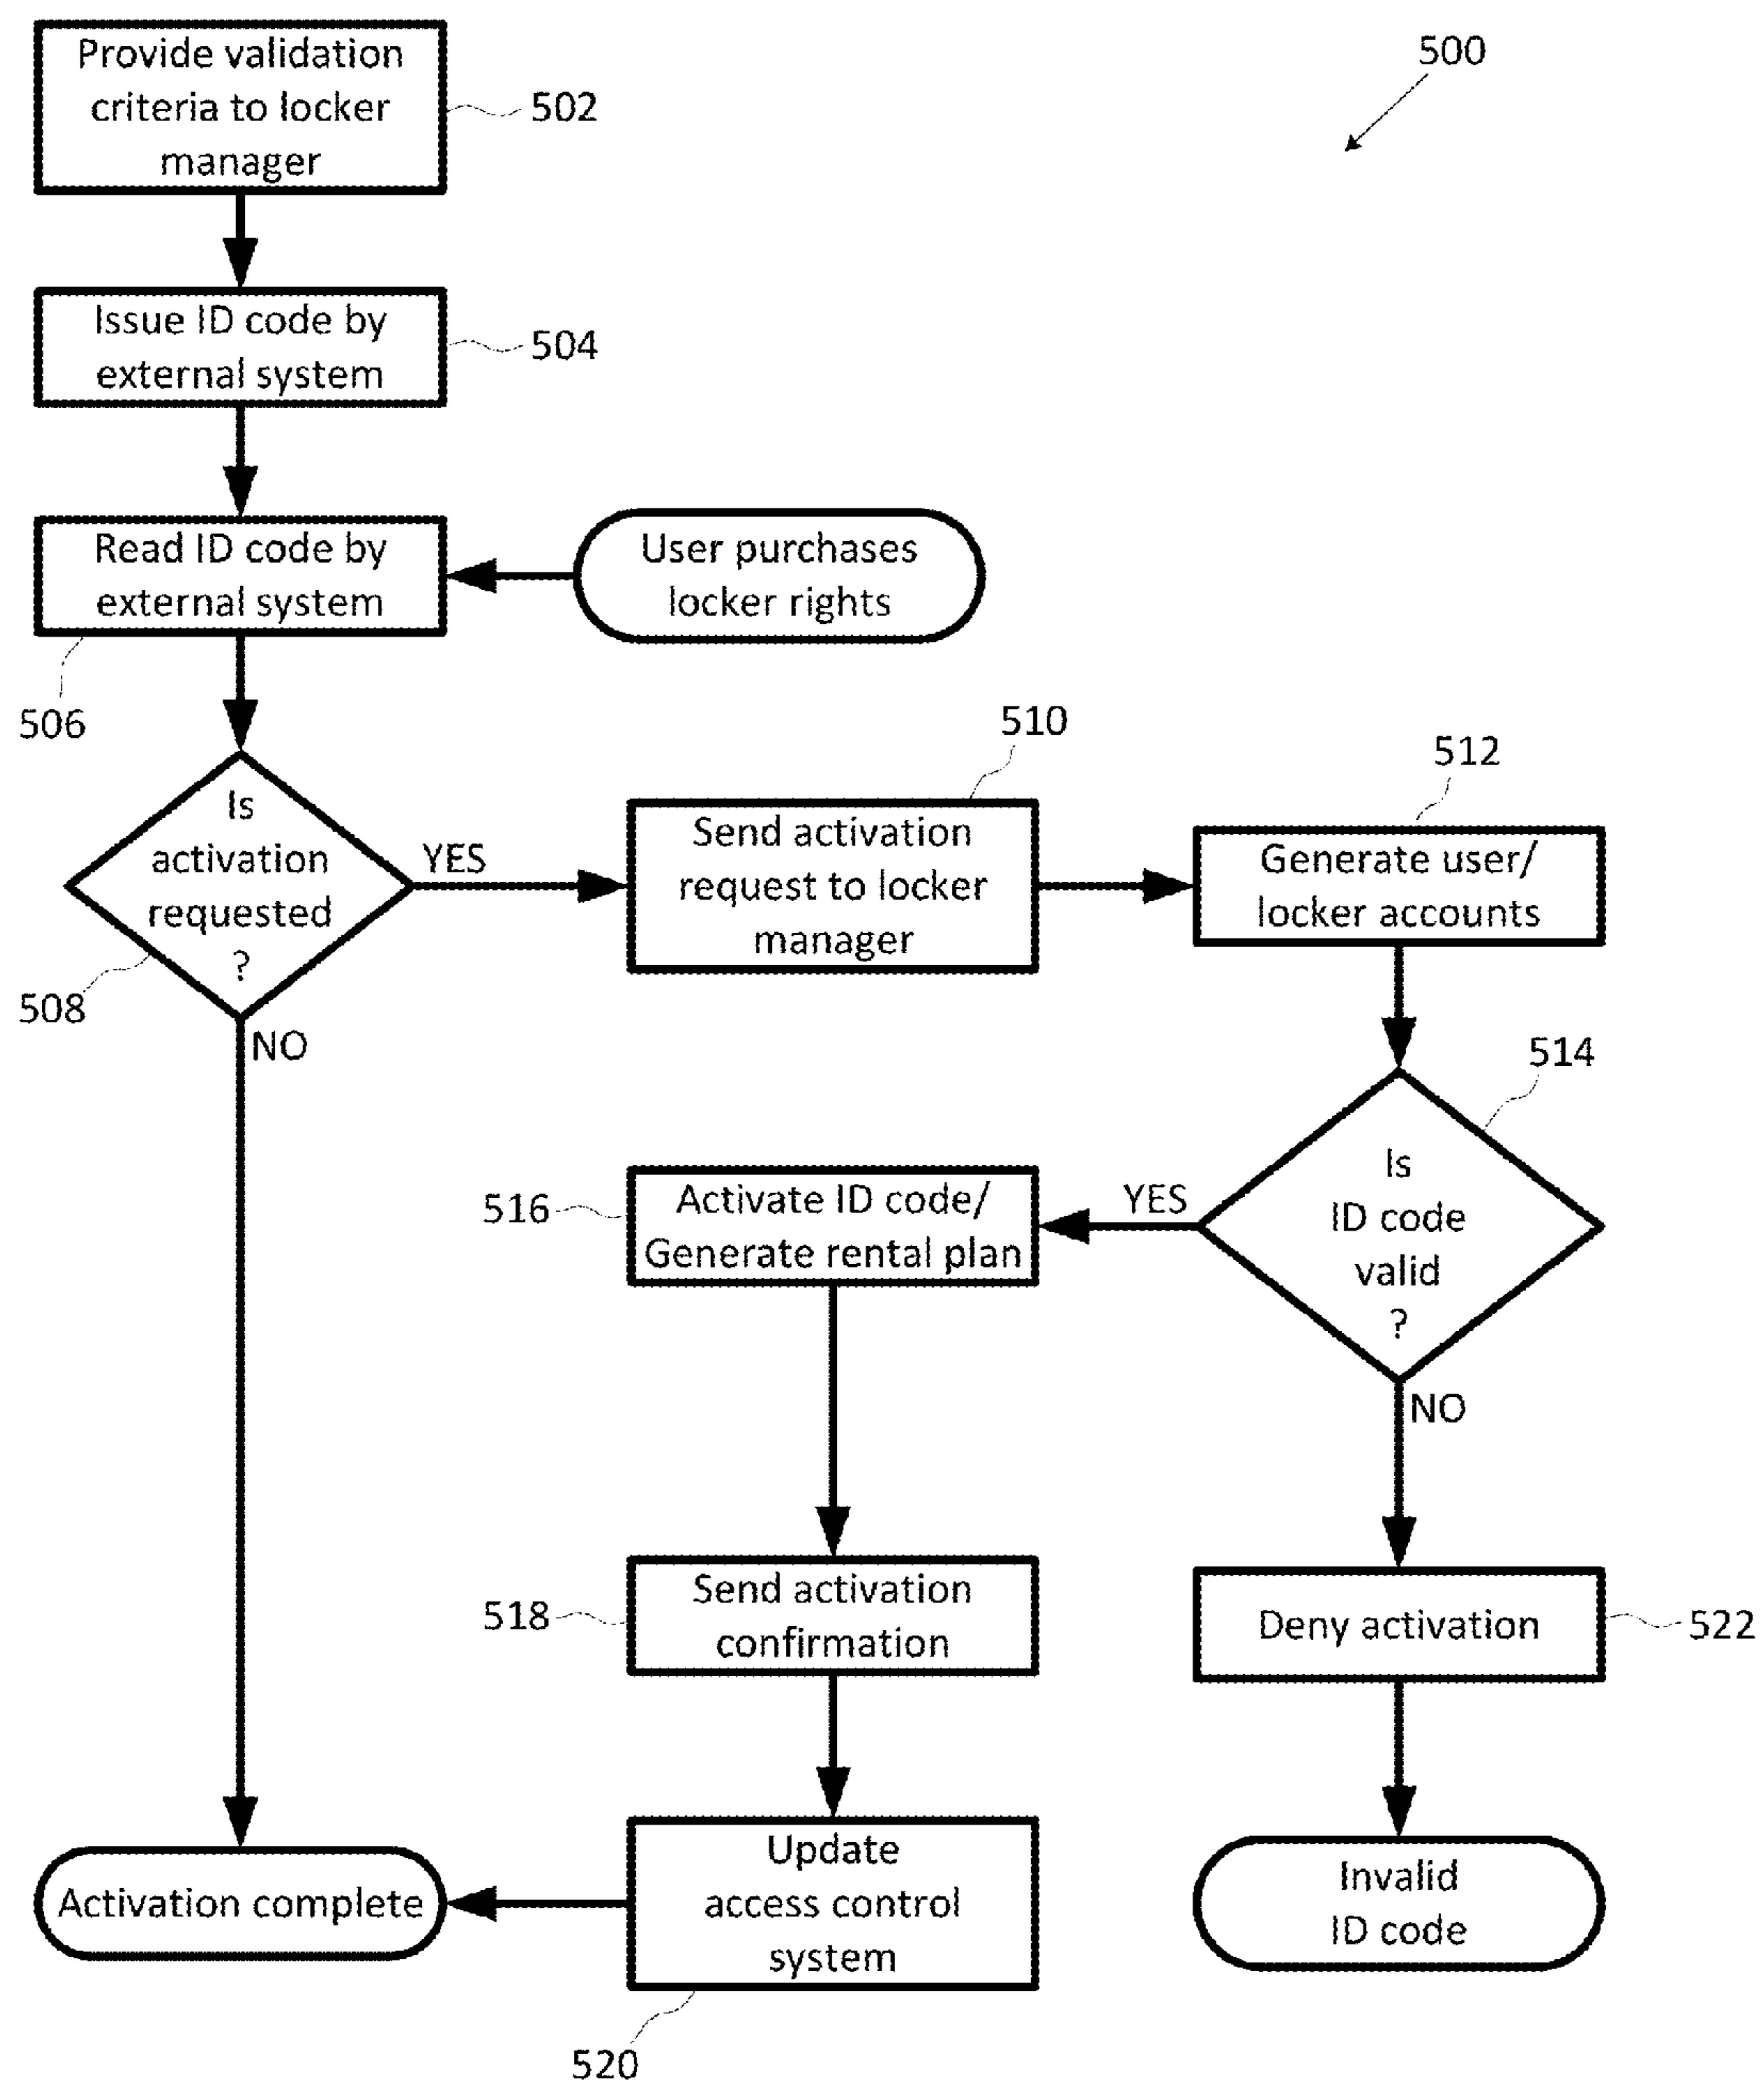 Provide validation
criteria to locker
manager
502
500
Issue ID code by
external system
504
Read ID code by
external system
506
User purchases
locker rights
Is
activation
requested
?
508
YES
NO
510
Send activation
request to locker
manager
512
Generate user/
locker accounts
514
Is
ID code
valid
?
YES
NO
516
Activate ID code/
Generate rental plan
518
Send activation
confirmation
Deny activation
522
Update
access control
system
520
Activation complete
Invalid
ID code